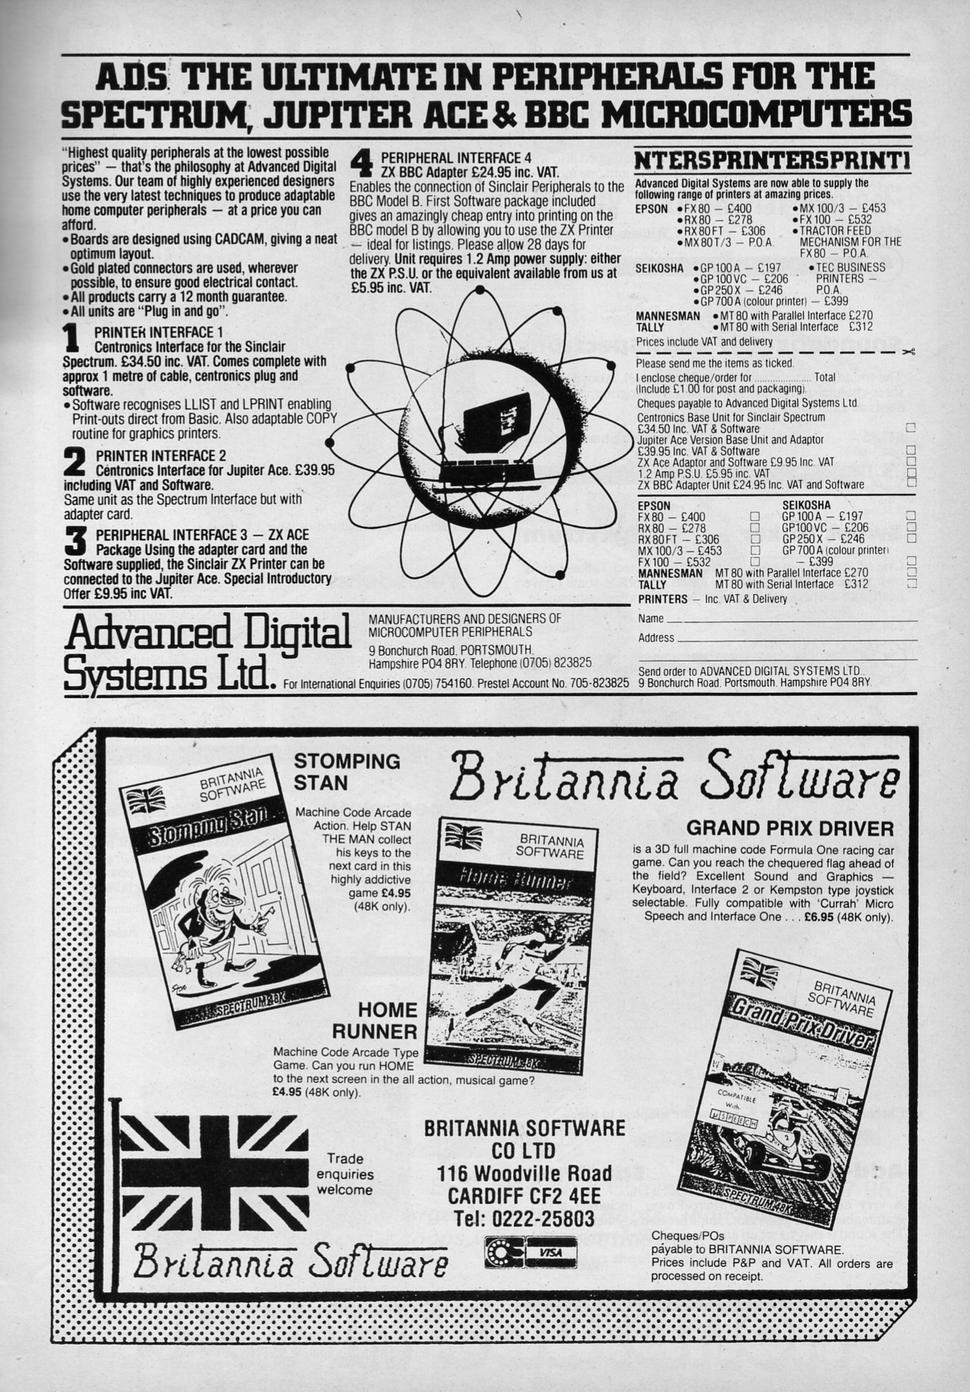 A.D.S. THE ULTIMATE IN PERIPHERALS FOR THE
SPECTRUM, JUPITER ACE & BBC MICROCOMPUTERS
"Highest quality peripherals at the lowest possible
prices" — that's the philosophy at Advanced Digital
Systems. Our team of highly experienced designers
use the very latest techniques to produce adaptable
home computer peripherals — at a price you can
afford.
• Boards are designed using CADCAM, giving a neat
optimum layout.
• Gold plated connectors are used, wherever
possible, to ensure good electrical contact.
• All products carry a 12 month guarantee.
• All units are "Plug in and go".
1 PRINTER INTERFACE 1
Centronics Interface for the Sinclair
Spectrum. £34.50 inc. VAT. Comes complete with
approx 1 metre of cable, centronics plug and
software.
• Software recognises LLIST and LPRINT enabling
Print-outs direct from Basic. Also adaptable COPY
routine for graphics printers.
2 PRINTER INTERFACE 2
Centronics Interface for Jupiter Ace. £39.95
including VAT and Software.
Same unit as the Spectrum Interface but with
adapter card.
3 PERIPHERAL INTERFACE 3 — ZX ACE
Package Using the adapter card and the
Software supplied, the Sinclair ZX Printer can be
connected to the Jupiter Ace. Special Introductory
Offer £9.95 inc VAT.
4 PERIPHERAL INTERFACE 4
ZX BBC Adapter £24.95 inc. VAT.
Enables the connection of Sinclair Peripherals to the
BBC Model B. First Software package included
gives an amazingly cheap entry into printing on the
BBC model B by allowing you to use the ZX Printer
— ideal for listings. Please allow 28 days for
delivery. Unit requires 1.2 Amp power supply: either
the ZX P.S.U. or the equivalent available from us at
£5.95 inc. VAT.
NTERSPRINTERSPRINTI
Advanced Digital Systems are now able to supply the
following range of printers at amazing prices.
EPSON • FX 80 — £400
• RX 80 — £278
• RX 80 FT — £306
• MX 80 T/3 — P.O.A.
• MX 100/3 — £453
• FX 100 — £532
• TRACTOR FEED
MECHANISM FOR THE
FX 80 — P.O.A.
SEIKOSHA • GP 100 A — £197
• GP 100 VC — £206
• GP 250 X — £246
• GP 700 A (colour printer) — £399
• TEC BUSINESS
PRINTERS —
P.O.A.
MANNESMAN • MT 80 with Parallel Interface £270
TALLY • MT 80 with Serial Interface £312
Prices include VAT and delivery
Please send me the items as ticked.
I enclose cheque/order for ..................... Total
(Include £1.00 for post and packaging).
Cheques payable to Advanced Digital Systems Ltd.
Centronics Base Unit for Sinclair Spectrum
£34.50 Inc. VAT & Software
Jupiter Ace Version Base Unit and Adaptor
£39.95 Inc. VAT & Software
ZX Ace Adaptor and Software £9.95 Inc. VAT
1.2 Amp P.S.U. £5.95 inc. VAT
ZX BBC Adapter Unit £24.95 Inc. VAT and Software
EPSON
FX 80 — £400
RX 80 — £278
RX 80 FT — £306
MX 100/3 — £453
FX 100 — £532
SEIKOSHA
GP 100 A — £197
GP 100 VC — £206
GP 250 X — £246
GP 700 A (colour printer)
— £399
MANNESMAN MT 80 with Parallel Interface £270
TALLY MT 80 with Serial Interface £312
PRINTERS — Inc. VAT & Delivery
Name
Address
Send order to ADVANCED DIGITAL SYSTEMS LTD.,
9 Bonchurch Road, Portsmouth, Hampshire PO4 8RY.
Advanced Digital
Systems Ltd.
MANUFACTURERS AND DESIGNERS OF
MICROCOMPUTER PERIPHERALS
9 Bonchurch Road, PORTSMOUTH,
Hampshire PO4 8RY. Telephone (0705) 823825
For International Enquiries (0705) 754160. Prestel Account No. 705-823825
Britannia Software
BRITANNIA
SOFTWARE
Stomping Stan
SPECTRUM 48K
STOMPING
STAN
Machine Code Arcade
Action. Help STAN
THE MAN collect
his keys to the
next card in this
highly addictive
game £4.95
(48K only).
BRITANNIA
SOFTWARE
Home Runner
SPECTRUM 48K
HOME
RUNNER
Machine Code Arcade Type
Game. Can you run HOME
to the next screen in the all action, musical game?
£4.95 (48K only).
GRAND PRIX DRIVER
is a 3D full machine code Formula One racing car
game. Can you reach the chequered flag ahead of
the field? Excellent Sound and Graphics —
Keyboard, Interface 2 or Kempston type joystick
selectable. Fully compatible with 'Currah' Micro
Speech and Interface One . . . £6.95 (48K only).
BRITANNIA
SOFTWARE
Grand Prix Driver
COMPATIBLE
With
µSPEECH
SPECTRUM 48K
Trade
enquiries
welcome
BRITANNIA SOFTWARE
CO LTD
116 Woodville Road
CARDIFF CF2 4EE
Tel: 0222-25803
VISA
Britannia Software
Cheques/POs
payable to BRITANNIA SOFTWARE.
Prices include P&P and VAT. All orders are
processed on receipt.